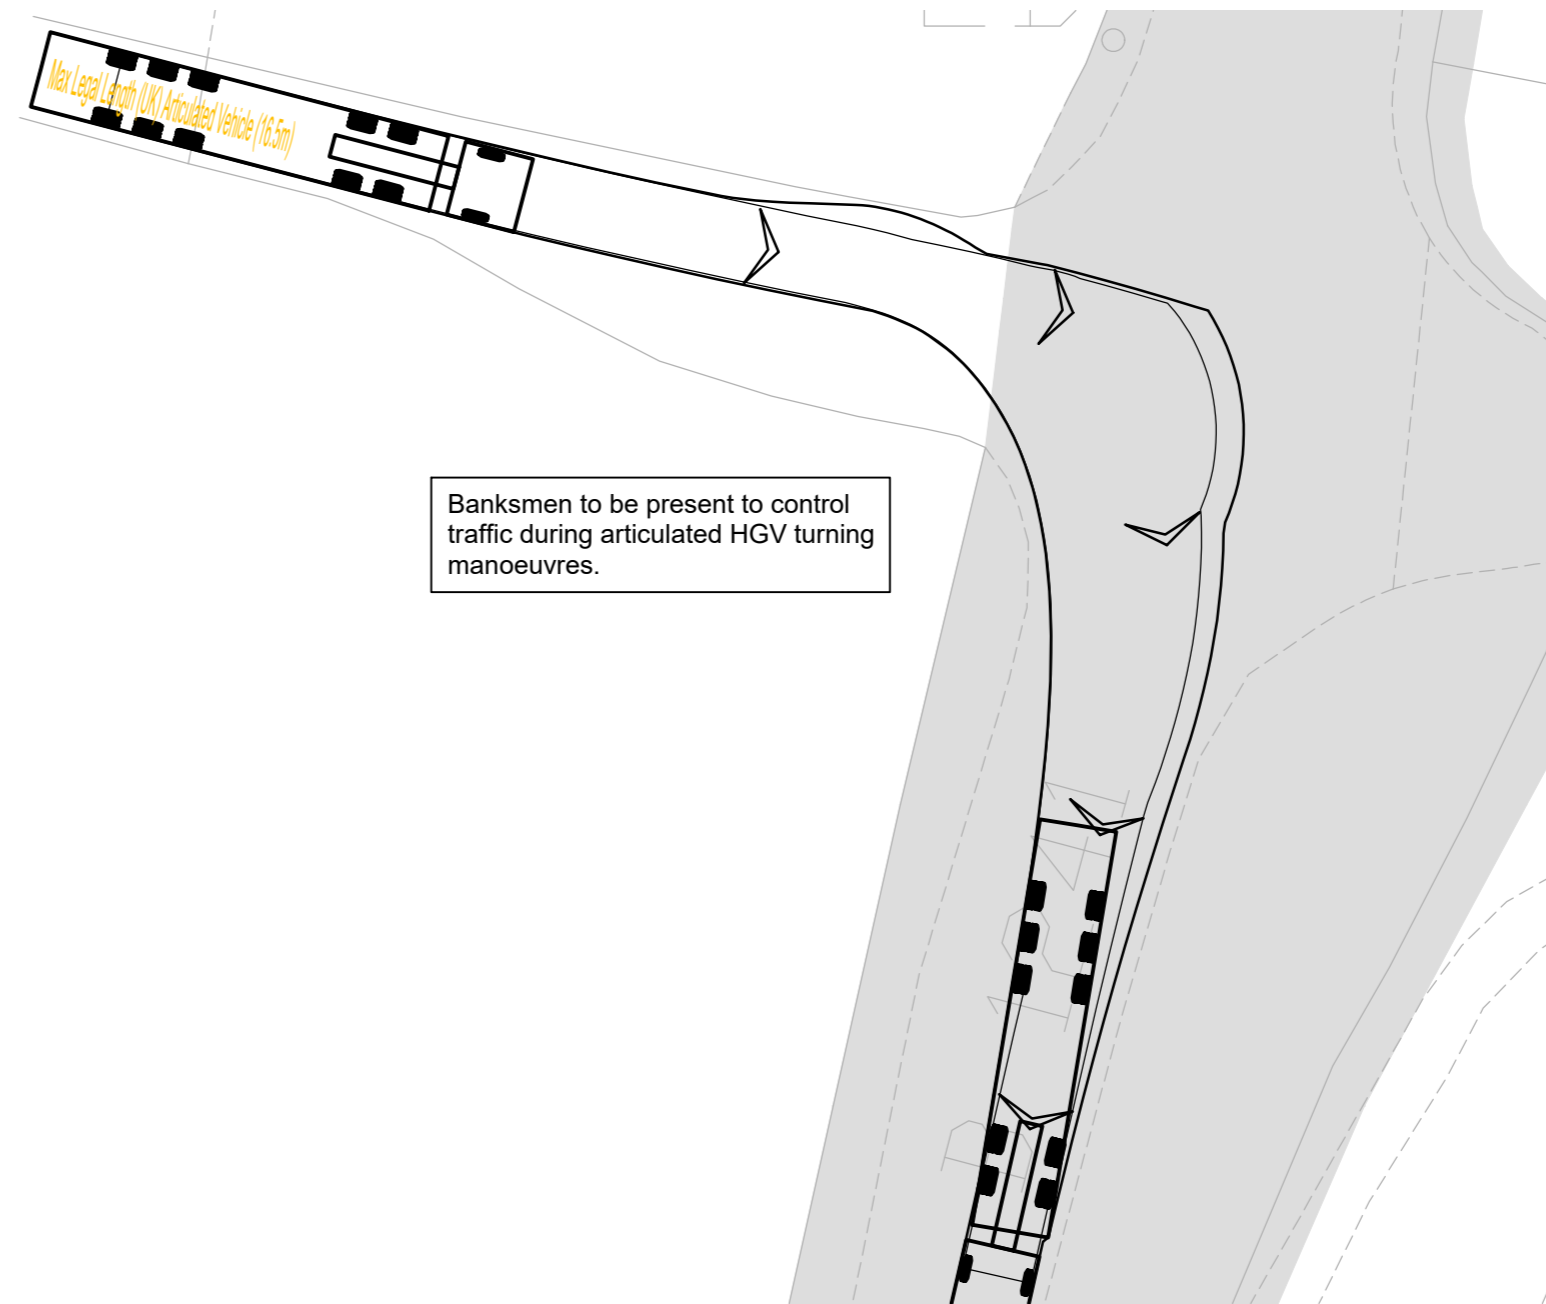 Max Legal Length (UK) Articulated Vehicle (16.5m)
Banksmen to be present to control
traffic during articulated HGV turning
manoeuvres.